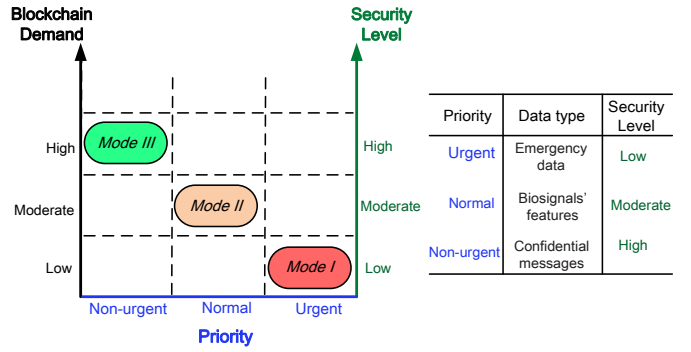 Blockchain
Demand
Security
Level
High
Moderate
Low
Mode III
Mode II
Mode I
High
Moderate
Low
Non-urgent
Normal
Urgent
Priority
Priority Data type Security Level
Urgent Emergency data Low
Normal Biosignals' features Moderate
Non-urgent Confidential messages High